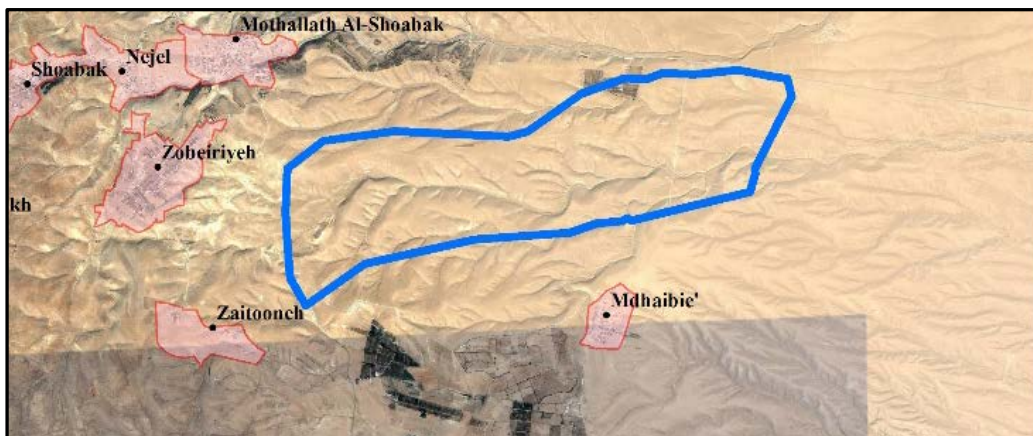 Mothallath Al-Shoabak
Nejel
Shoabak
Zobeiriyeh
kh
Mdhaibie'
Zaitooneh